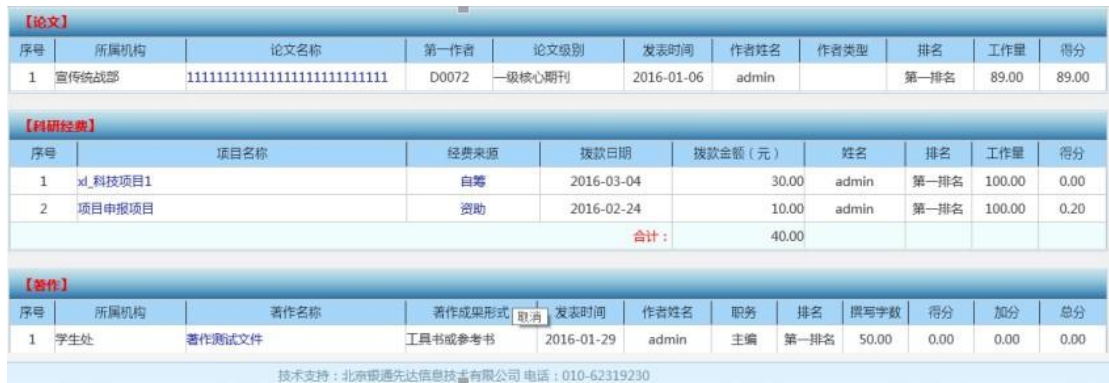 【论文】
序号 所属机构 论文名称 第一作者 论文级别 发表时间 作者姓名 作者类型 排名 工作量 得分
1 宣传统战部 1111111111111111111111111111 D0072 一级核心期刊 2016-01-06 admin 第一排名 89.00 89.00
【科研经费】
序号 项目名称 经费来源 拨款日期 拨款金额（元） 姓名 排名 工作量 得分
1 xl_科技项目1 自筹 2016-03-04 30.00 admin 第一排名 100.00 0.00
2 项目申报项目 资助 2016-02-24 10.00 admin 第一排名 100.00 0.20
合计： 40.00
【著作】
序号 所属机构 著作名称 著作成果形式 取消 发表时间 作者姓名 职务 排名 撰写字数 得分 加分 总分
1 学生处 著作测试文件 工具书或参考书 2016-01-29 admin 主编 第一排名 50.00 0.00 0.00 0.00
技术支持：北京银通先达信息技术有限公司 电话：010-62319230